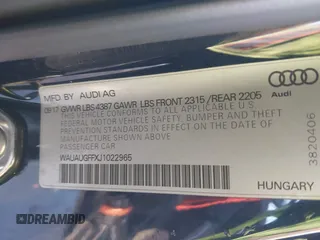 MFD. BY AUDI AG
09/17 GVWR LBS 4387 GAWR LBS FRONT 2315 /REAR 2205
THIS VEHICLE CONFORMS TO ALL APPLICABLE U.S. FEDERAL
MOTOR VEHICLE SAFETY, BUMPER AND THEFT
PREVENTION STANDARDS IN EFFECT ON THE DATE OF
MANUFACTURE SHOWN ABOVE
PASSENGER CAR
WAUAUGFFXJ1022965
Audi
HUNGARY
3820406
DREAMBID